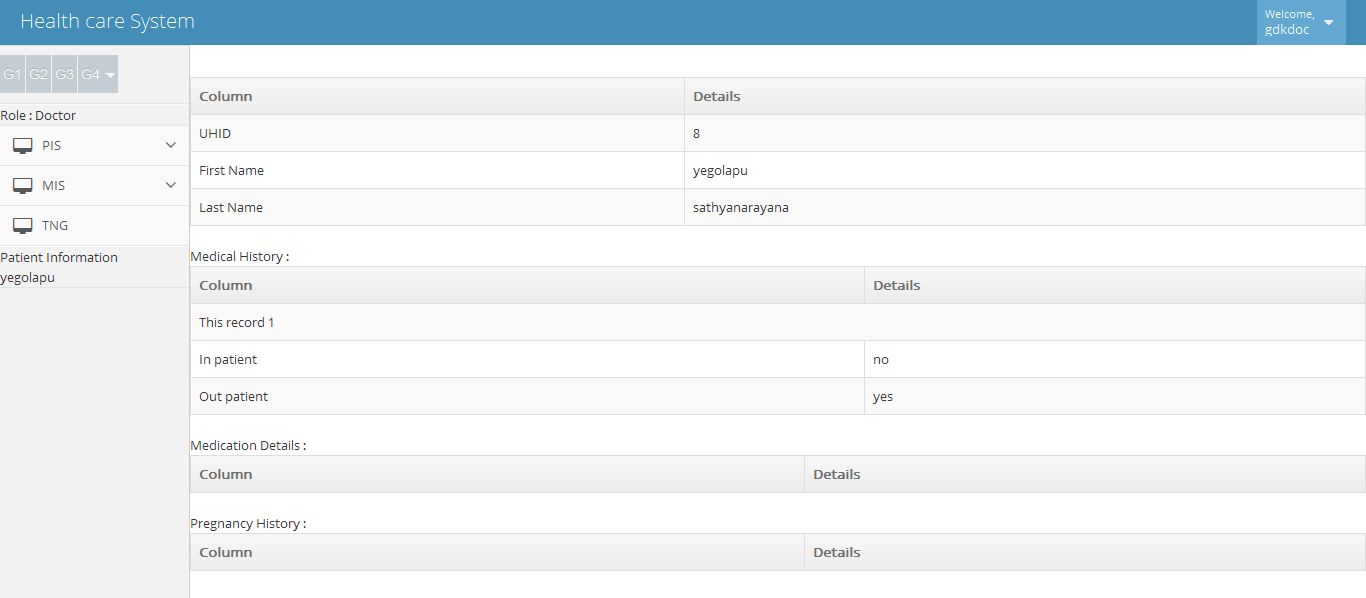 Health care System
Welcome,
gdkdoc
G1 G2 G3 G4
Role : Doctor
PIS
MIS
TNG
Patient Information
yegolapu
Column Details
UHID 8
First Name yegolapu
Last Name sathyanarayana
Medical History :
Column Details
This record 1
In patient no
Out patient yes
Medication Details :
Column Details
Pregnancy History :
Column Details